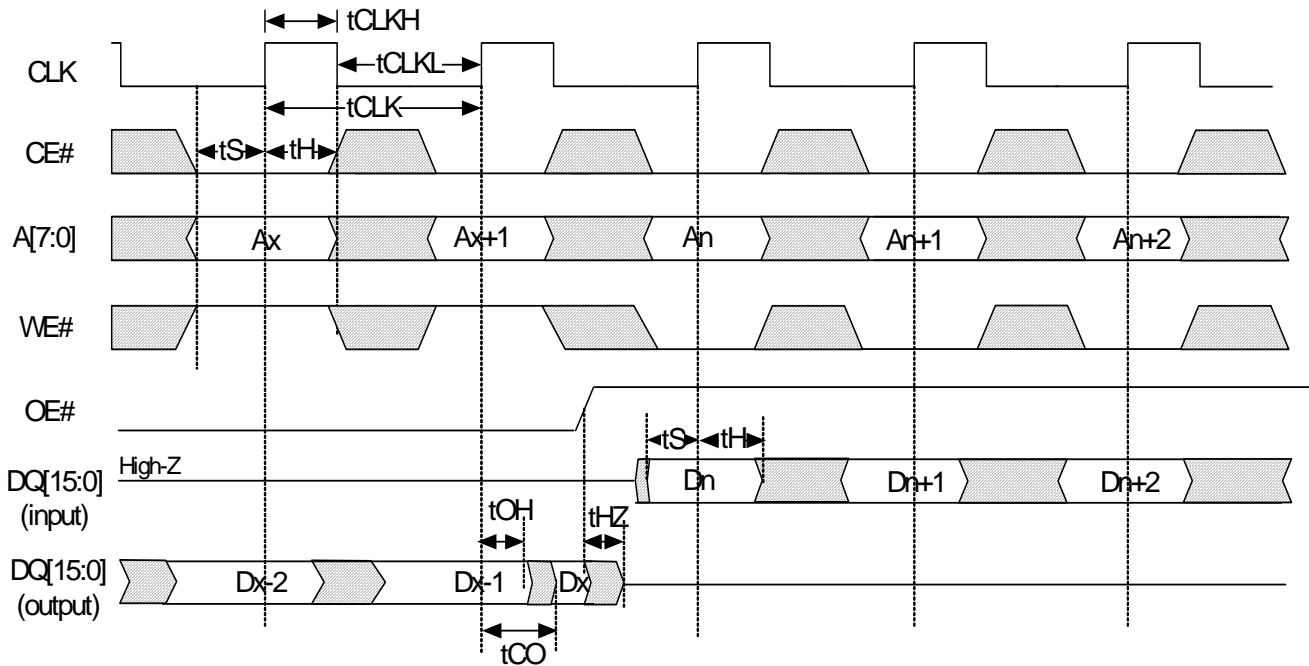 tCLKH
CLK
tCLKL
tCLK
CE#
tS
tH
A[7:0]
Ax
Ax+1
An
An+1
An+2
WE#
OE#
tS
tH
High-Z
DQ[15:0]
(input)
Dn
Dn+1
Dn+2
tOH
tHZ
DQ[15:0]
(output)
Dx-2
Dx-1
Dx
tCO